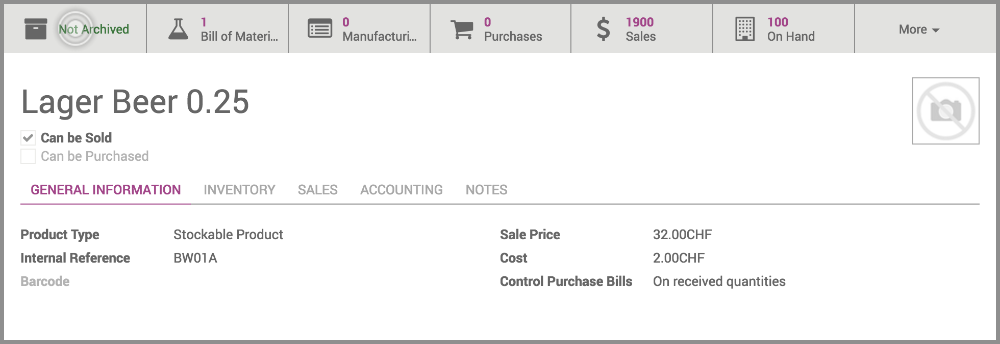 Not Archived
1
Bill of Materi...
0
Manufacturi...
0
Purchases
1900
Sales
100
On Hand
More
Lager Beer 0.25
Can be Sold
Can be Purchased
GENERAL INFORMATION INVENTORY SALES ACCOUNTING NOTES
Product Type Stockable Product
Internal Reference BW01A
Barcode
Sale Price 32.00CHF
Cost 2.00CHF
Control Purchase Bills On received quantities